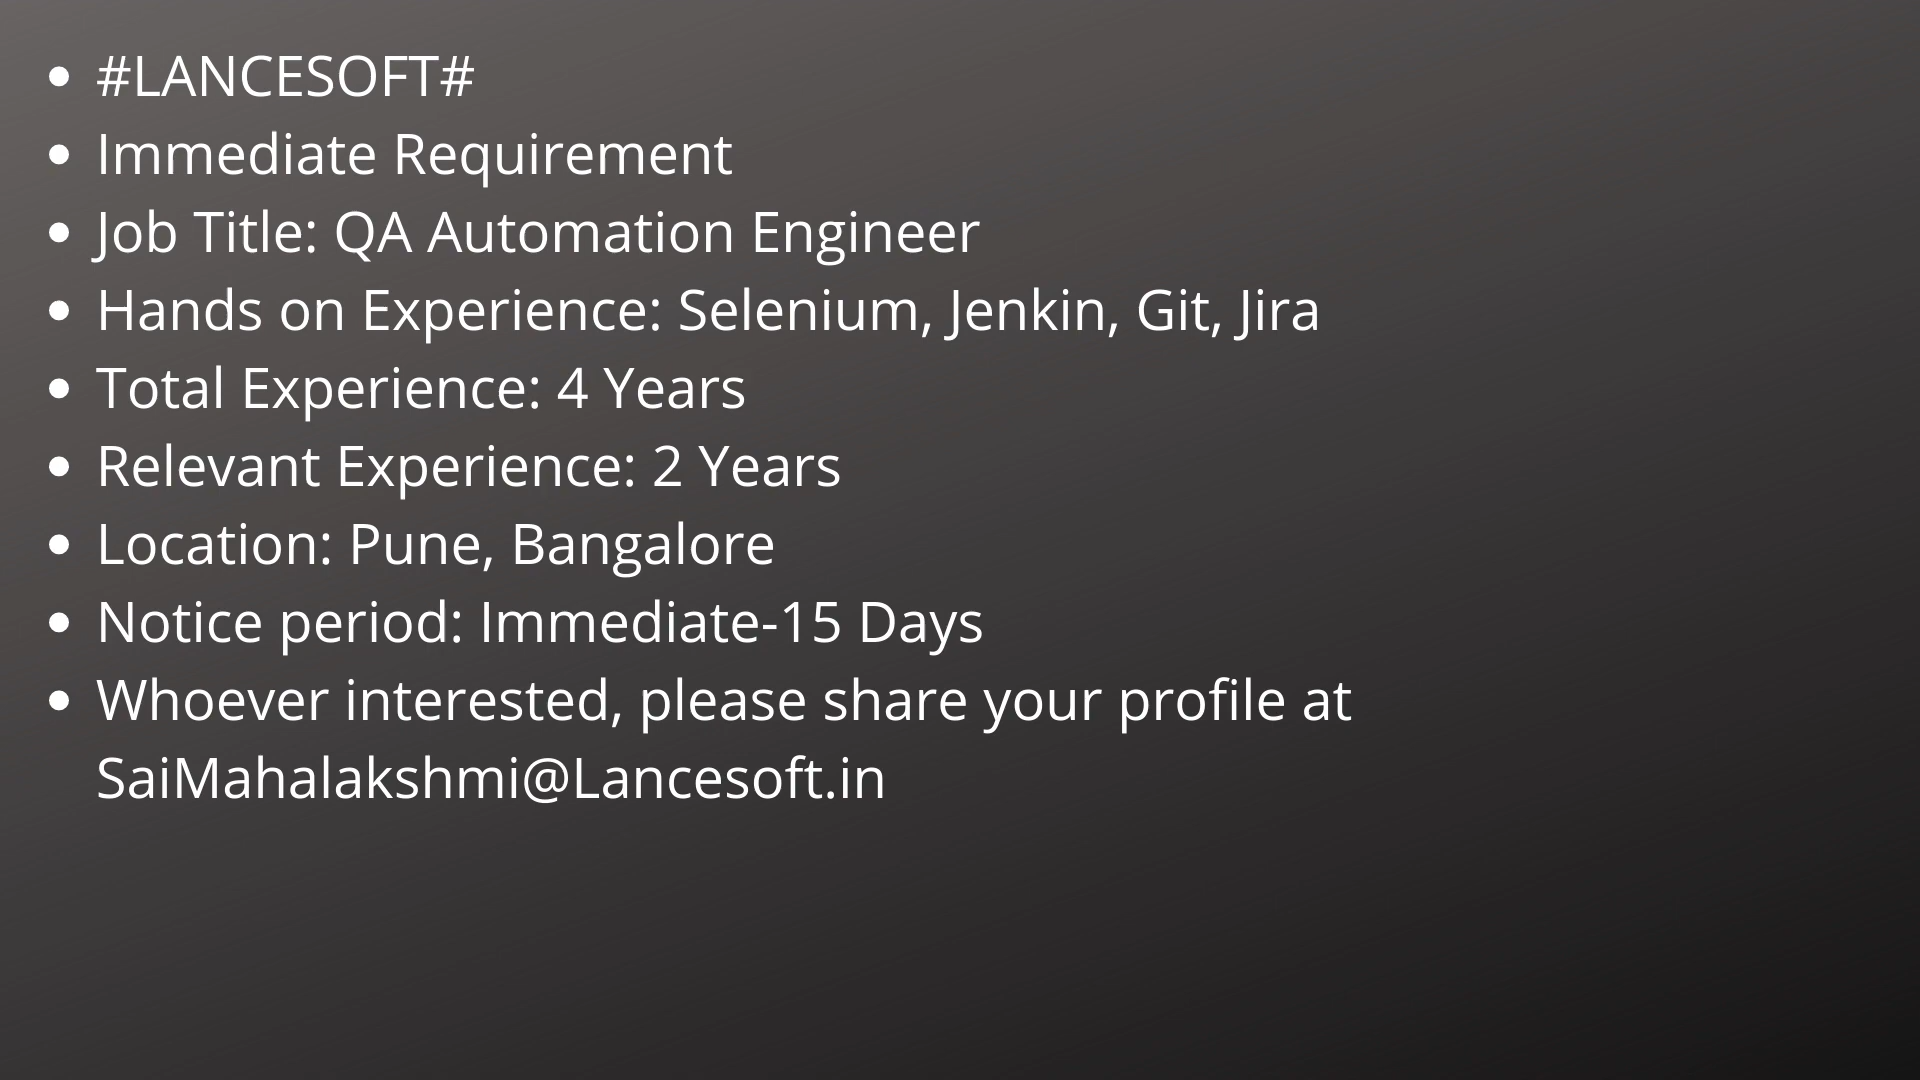 • #LANCESOFT#
• Immediate Requirement
• Job Title: QA Automation Engineer
• Hands on Experience: Selenium, Jenkin, Git, Jira
• Total Experience: 4 Years
• Relevant Experience: 2 Years
• Location: Pune, Bangalore
• Notice period: Immediate-15 Days
• Whoever interested, please share your profile at
SaiMahalakshmi@Lancesoft.in